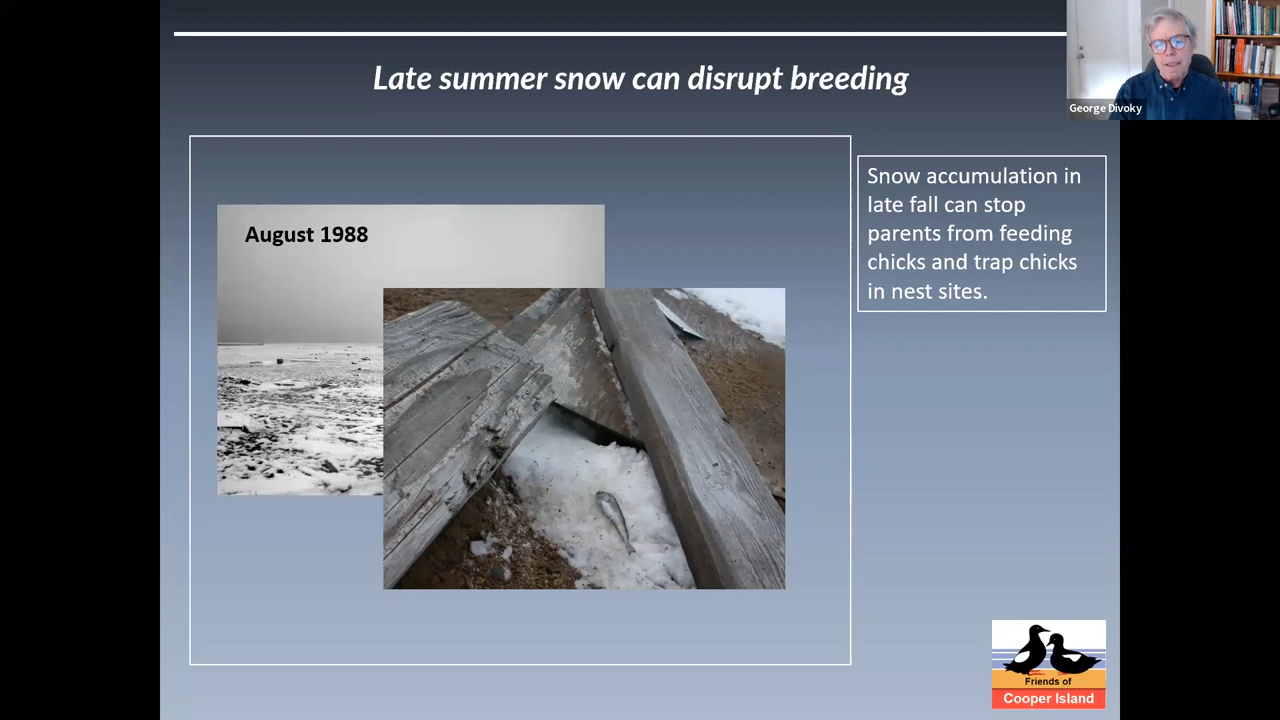 Late summer snow can disrupt breeding
George Divoky
August 1988
Snow accumulation in
late fall can stop
parents from feeding
chicks and trap chicks
in nest sites.
Friends of
Cooper Island